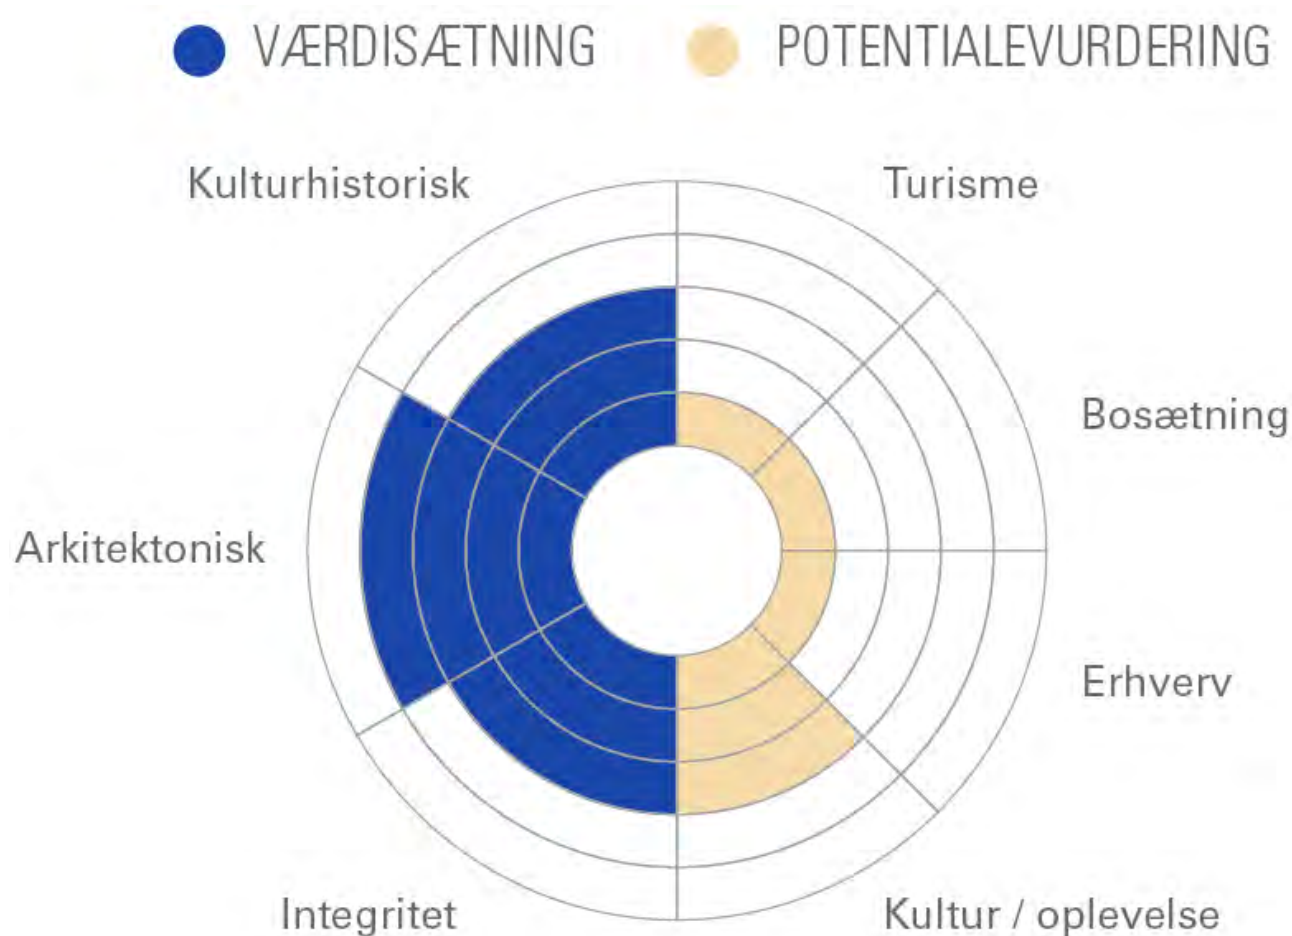 VÆRDISÆTNING
POTENTIALEVURDERING
Kulturhistorisk
Turisme
Bosætning
Arkitektonisk
Erhverv
Integritet
Kultur / oplevelse